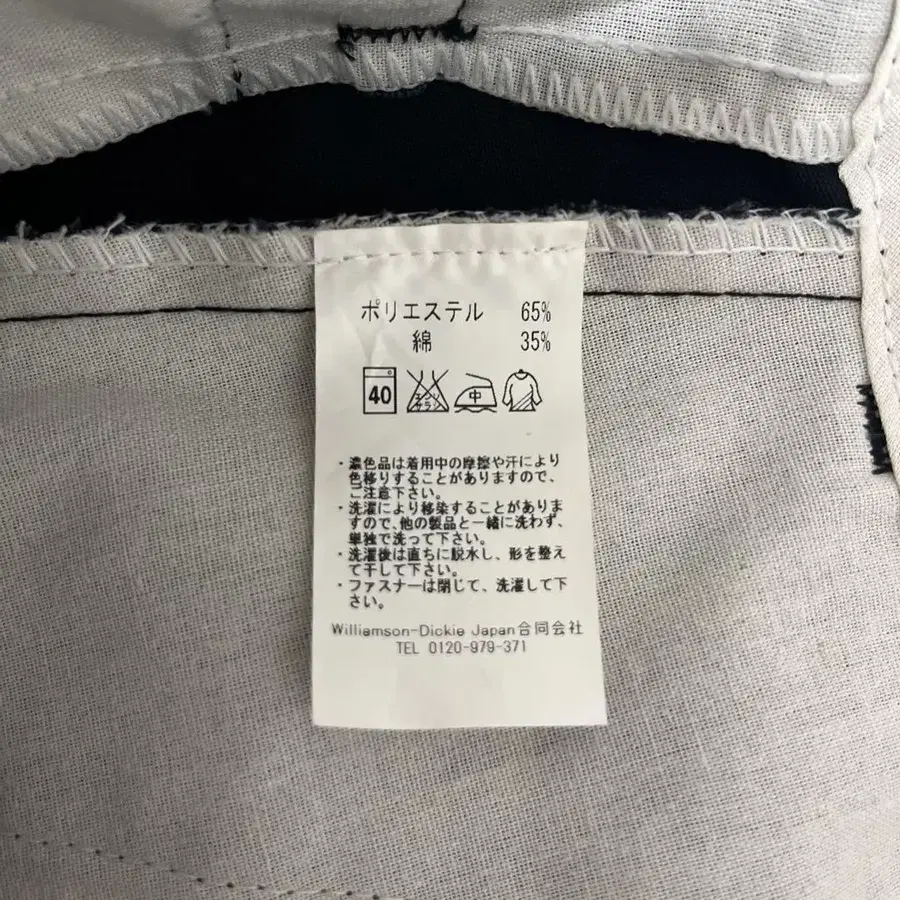 ポリエステル 65%
綿 35%
40 エンソ サラシ 中
・濃色品は着用中の摩擦や汗により
色移りすることがありますので、
ご注意下さい。
・洗濯により移染することがありま
すので、他の製品と一緒に洗わず、
単独で洗って下さい。
・洗濯後は直ちに脱水し、形を整え
て干して下さい。
・ファスナーは閉じて、洗濯して下
さい。
Williamson-Dickie Japan合同会社
TEL 0120-979-371